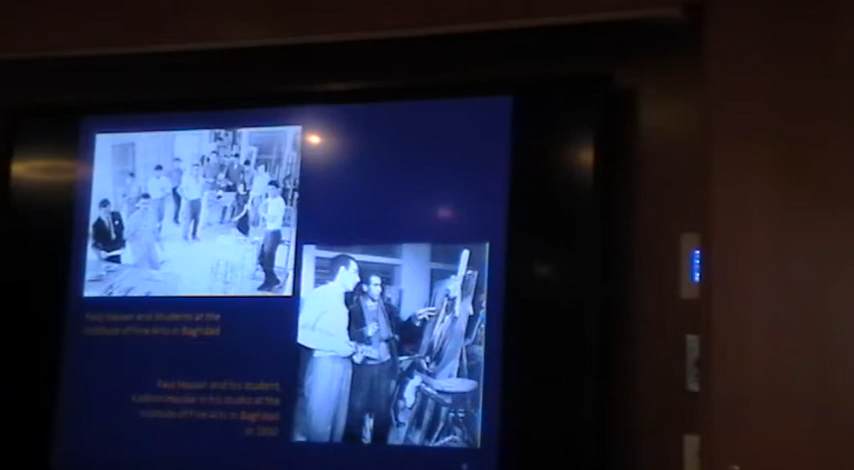 Faiq Hassan and students at the
Institute of Fine Arts in Baghdad
Faiq Hassan and his student,
in his studio at the
Institute of Fine Arts in Baghdad
in